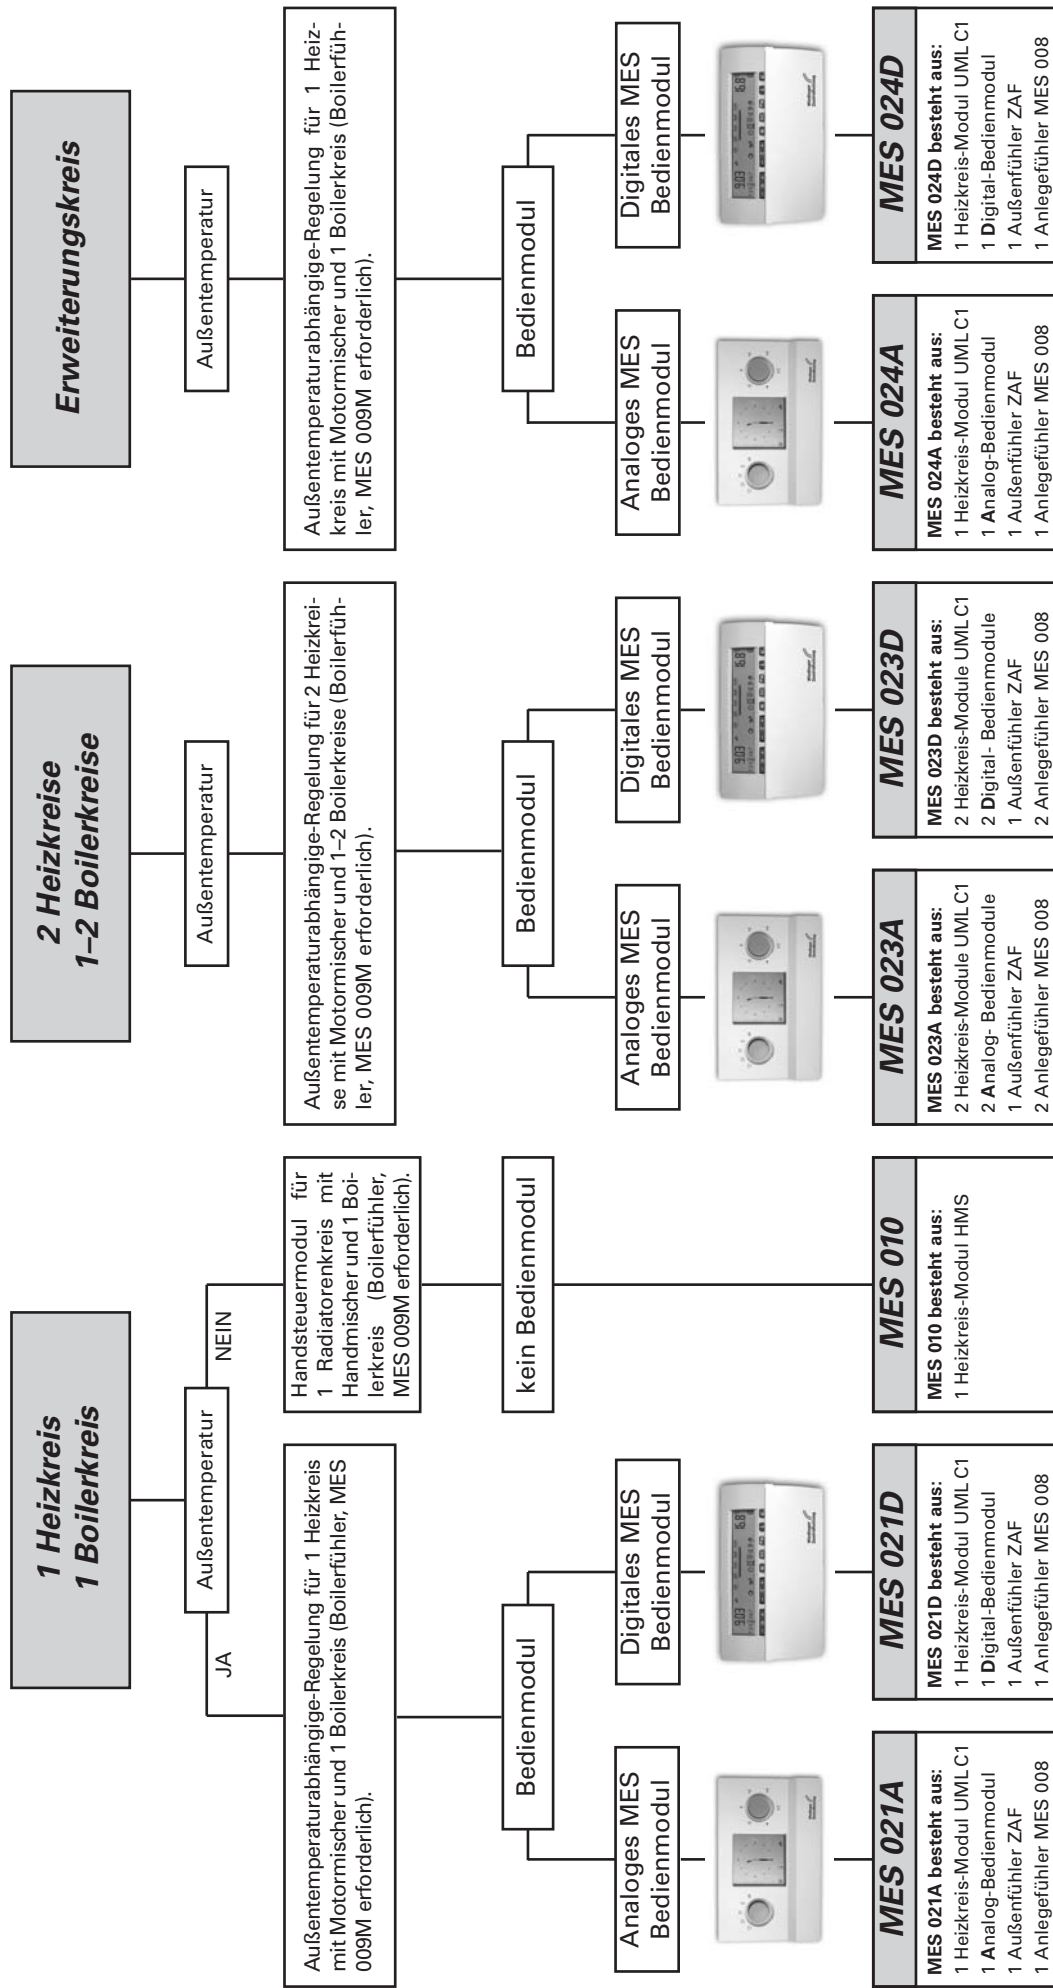 1 Heizkreis
1 Boilerkreis
Außentemperatur
JA
NEIN
Außentemperaturabhängige-Regelung für 1 Heizkreis
mit Motormischer und 1 Boilerkreis (Boilerfühler, MES
009M erforderlich).
Handsteuermodul für
1 Radiatorenkreis mit
Handmischer und 1 Boi-
lerkreis (Boilerfühler,
MES 009M erforderlich).
Bedienmodul
kein Bedienmodul
Analoges MES
Bedienmodul
Digitales MES
Bedienmodul
MES 021A
MES 021A besteht aus:
1 Heizkreis-Modul UML C1
1 Analog-Bedienmodul
1 Außenfühler ZAF
1 Anlegefühler MES 008
MES 021D
MES 021D besteht aus:
1 Heizkreis-Modul UML C1
1 Digital-Bedienmodul
1 Außenfühler ZAF
1 Anlegefühler MES 008
MES 010
MES 010 besteht aus:
1 Heizkreis-Modul HMS
2 Heizkreise
1–2 Boilerkreise
Außentemperatur
Außentemperaturabhängige-Regelung für 2 Heizkrei-
se mit Motormischer und 1–2 Boilerkreise (Boilerfüh-
ler, MES 009M erforderlich).
Bedienmodul
Analoges MES
Bedienmodul
Digitales MES
Bedienmodul
MES 023A
MES 023A besteht aus:
2 Heizkreis-Module UML C1
2 Analog- Bedienmodule
1 Außenfühler ZAF
2 Anlegefühler MES 008
MES 023D
MES 023D besteht aus:
2 Heizkreis-Module UML C1
2 Digital- Bedienmodule
1 Außenfühler ZAF
2 Anlegefühler MES 008
Erweiterungskreis
Außentemperatur
Außentemperaturabhängige-Regelung für 1 Heiz-
kreis mit Motormischer und 1 Boilerkreis (Boilerfüh-
ler, MES 009M erforderlich).
Bedienmodul
Analoges MES
Bedienmodul
Digitales MES
Bedienmodul
MES 024A
MES 024A besteht aus:
1 Heizkreis-Modul UML C1
1 Analog-Bedienmodul
1 Außenfühler ZAF
1 Anlegefühler MES 008
MES 024D
MES 024D besteht aus:
1 Heizkreis-Modul UML C1
1 Digital-Bedienmodul
1 Außenfühler ZAF
1 Anlegefühler MES 008